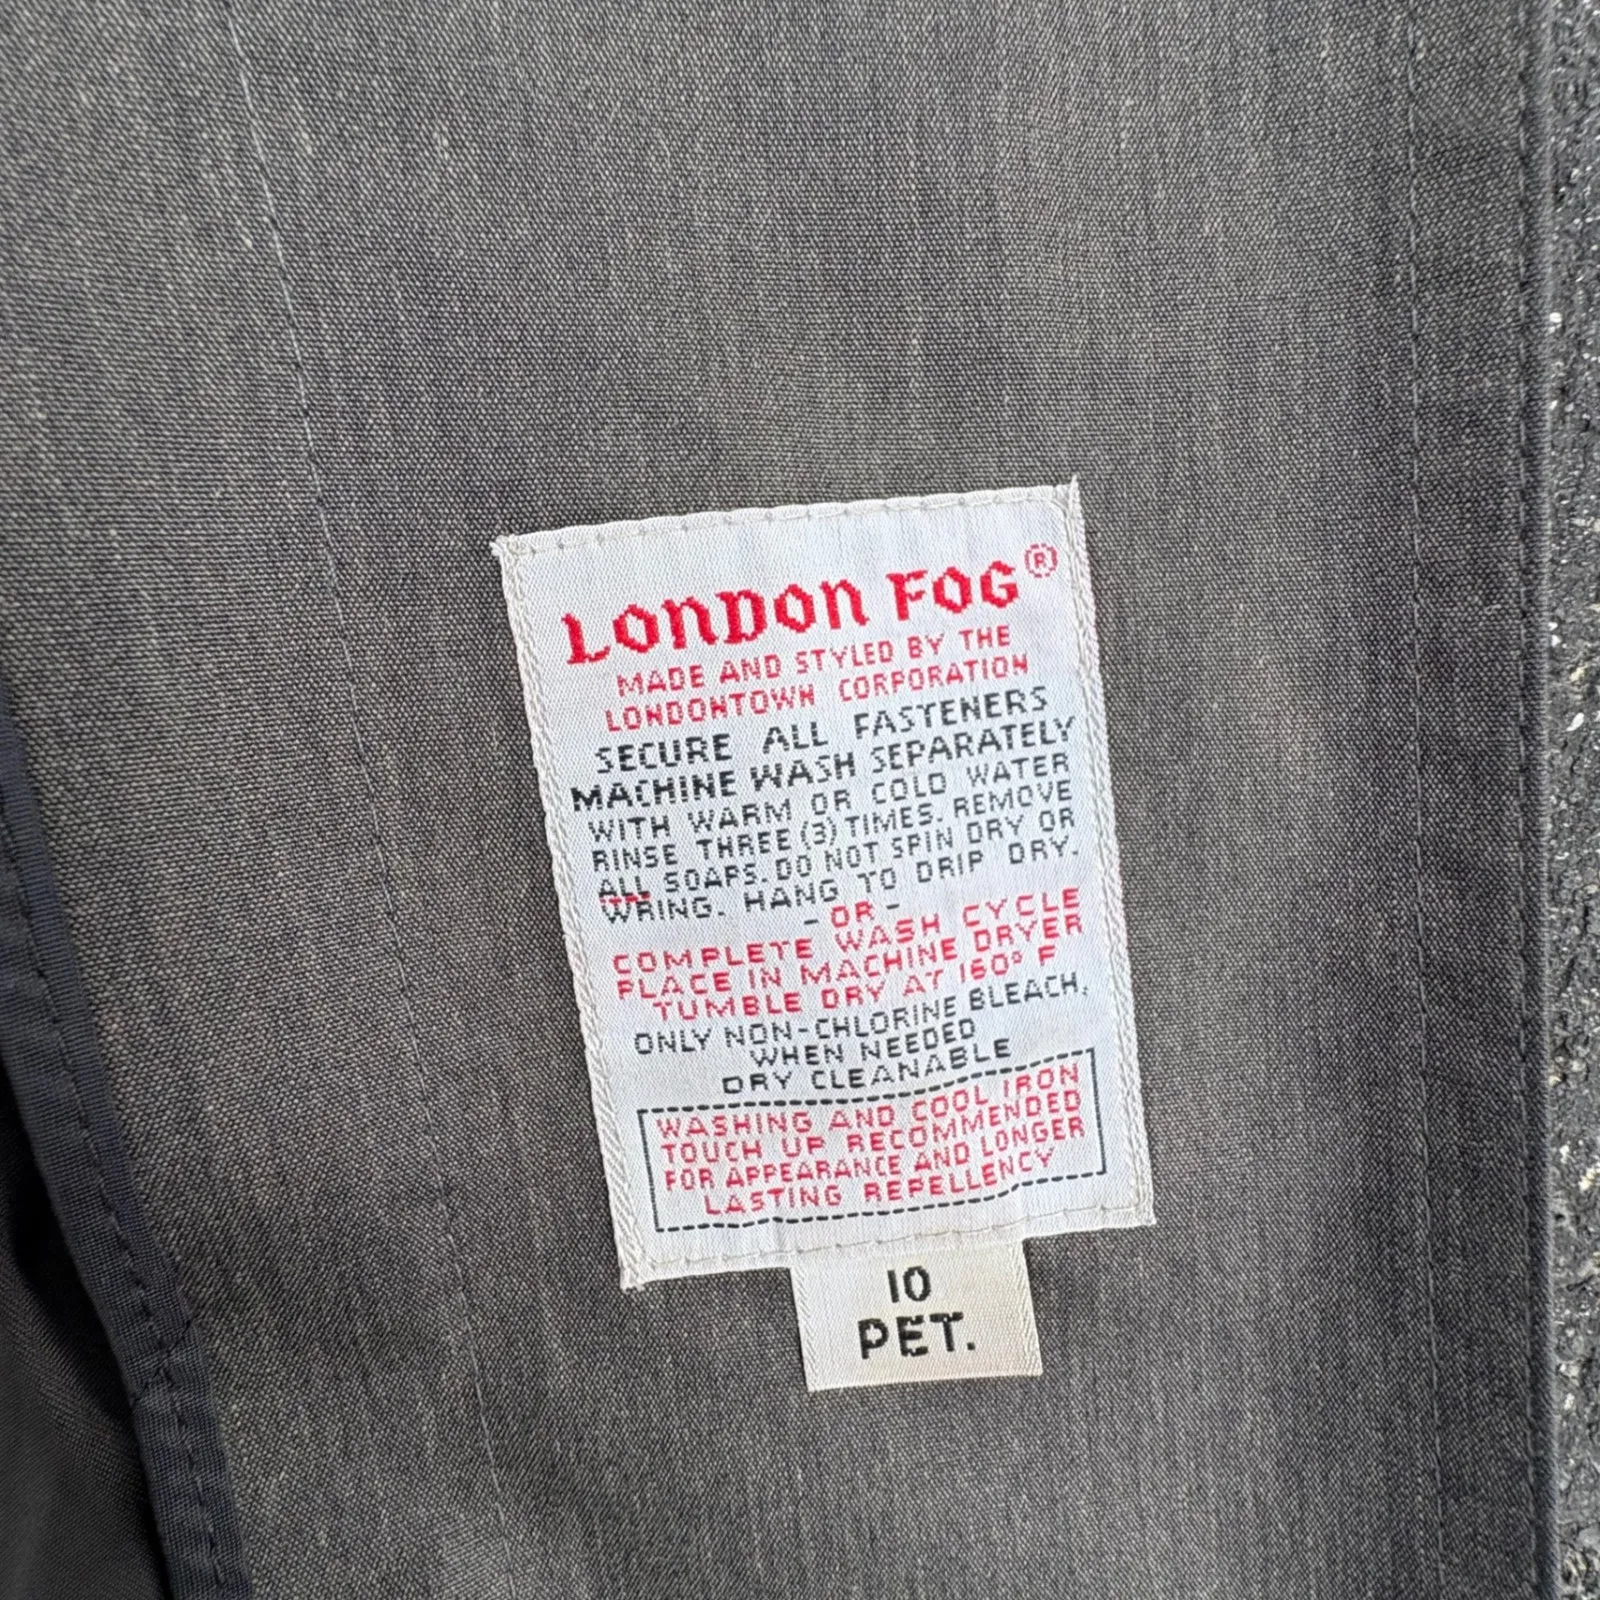 LONDON FOG®
MADE AND STYLED BY THE
LONDONTOWN CORPORATION
SECURE ALL FASTENERS
MACHINE WASH SEPARATELY
WITH WARM OR COLD WATER
RINSE THREE (3) TIMES. REMOVE
ALL SOAPS. DO NOT SPIN DRY OR
WRING. HANG TO DRIP DRY.
- OR -
COMPLETE WASH CYCLE
PLACE IN MACHINE DRYER
TUMBLE DRY AT 160° F
ONLY NON-CHLORINE BLEACH,
WHEN NEEDED
DRY CLEANABLE
WASHING AND COOL IRON
TOUCH UP RECOMMENDED
FOR APPEARANCE AND LONGER
LASTING REPELLENCY
10
PET.